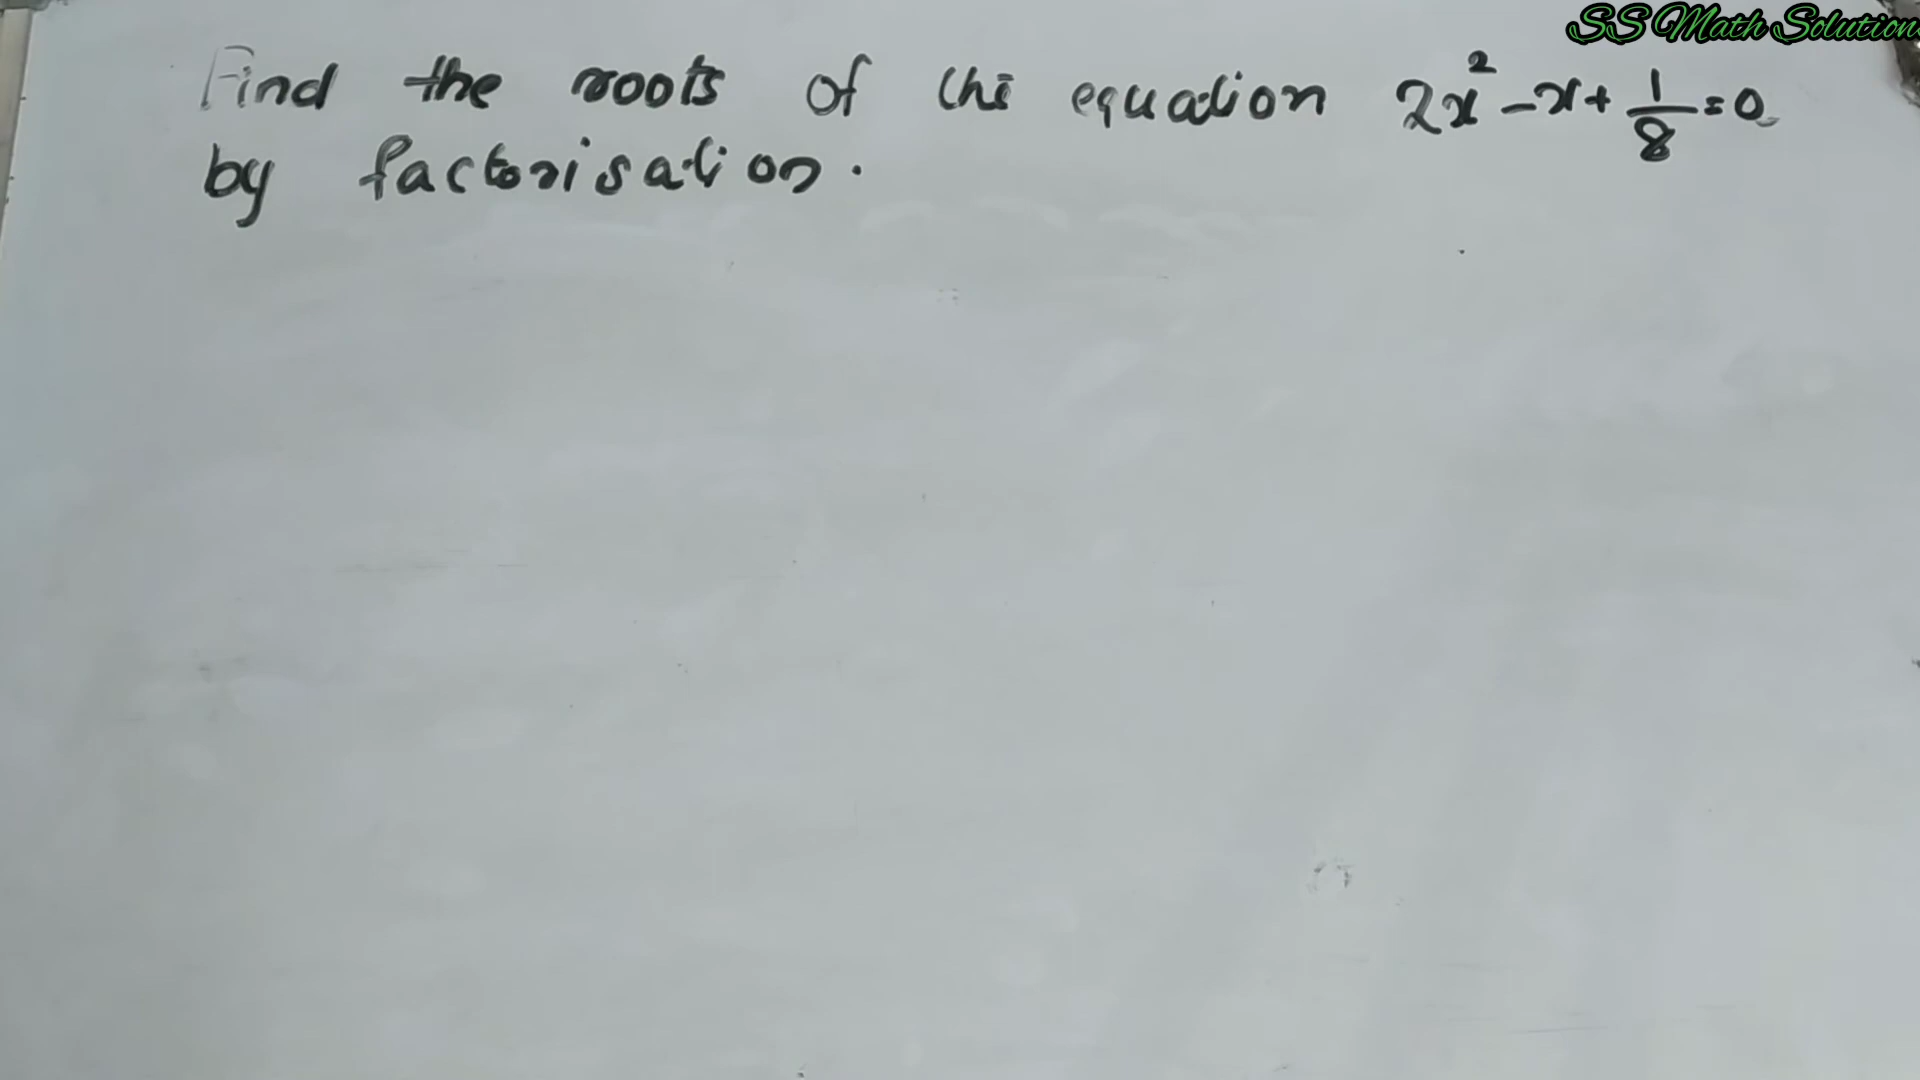 SS Math Solution
Find the roots of the equation 2x² - x + 1/8 = 0
by factorisation.